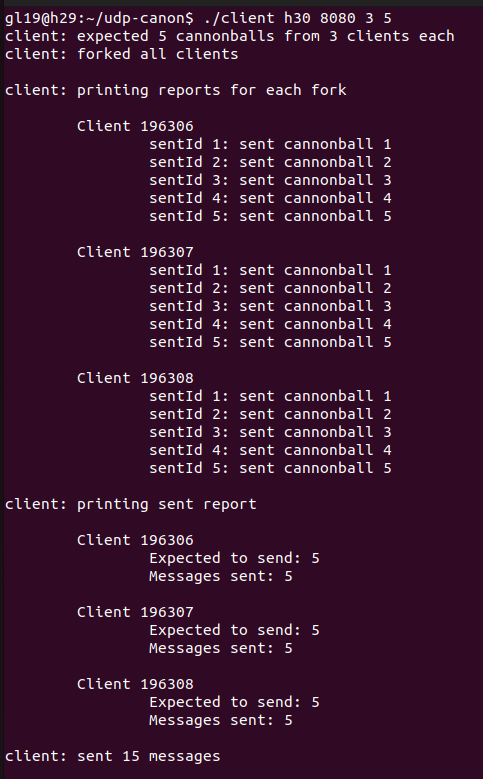 gl19@h29:~/udp-canon$ ./client h30 8080 3 5
client: expected 5 cannonballs from 3 clients each
client: forked all clients
client: printing reports for each fork
Client 196306
sentId 1: sent cannonball 1
sentId 2: sent cannonball 2
sentId 3: sent cannonball 3
sentId 4: sent cannonball 4
sentId 5: sent cannonball 5
Client 196307
sentId 1: sent cannonball 1
sentId 2: sent cannonball 2
sentId 3: sent cannonball 3
sentId 4: sent cannonball 4
sentId 5: sent cannonball 5
Client 196308
sentId 1: sent cannonball 1
sentId 2: sent cannonball 2
sentId 3: sent cannonball 3
sentId 4: sent cannonball 4
sentId 5: sent cannonball 5
client: printing sent report
Client 196306
Expected to send: 5
Messages sent: 5
Client 196307
Expected to send: 5
Messages sent: 5
Client 196308
Expected to send: 5
Messages sent: 5
client: sent 15 messages